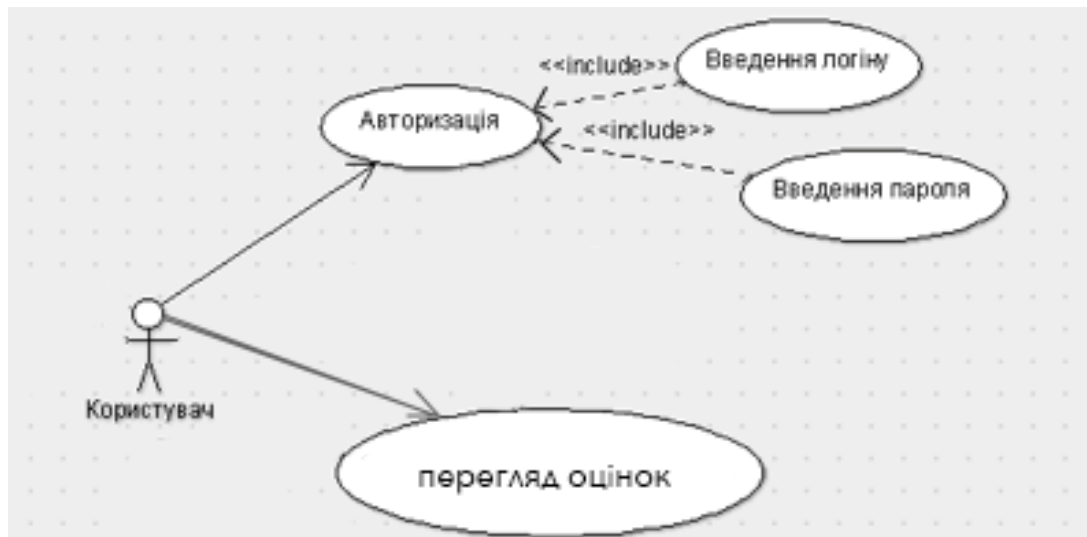 <<include>>
Введення логіну
Авторизація
<<include>>
Введення пароля
Користувач
перегляд оцінок